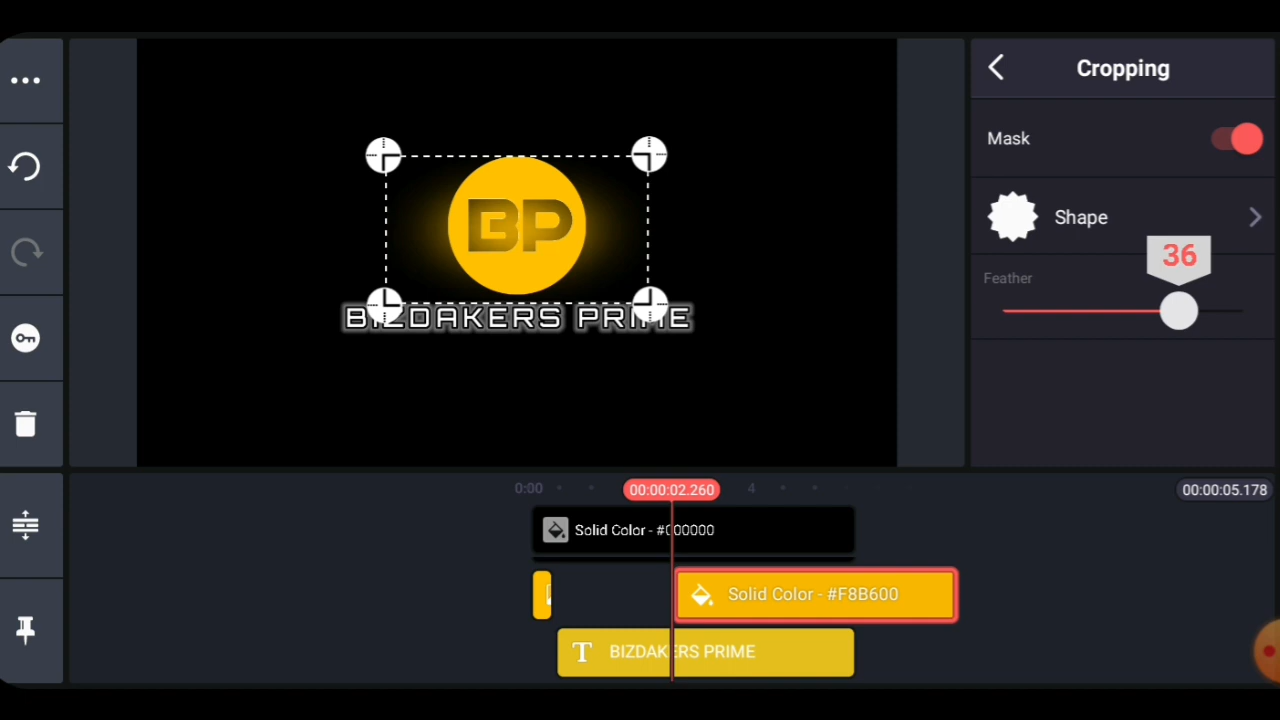 Cropping
Mask
Shape
36
Feather
BP
BIZDAKERS PRIME
0:00
00:00:02.260
4
00:00:05.178
Solid Color - #000000
Solid Color - #F8B600
T BIZDAKERS PRIME